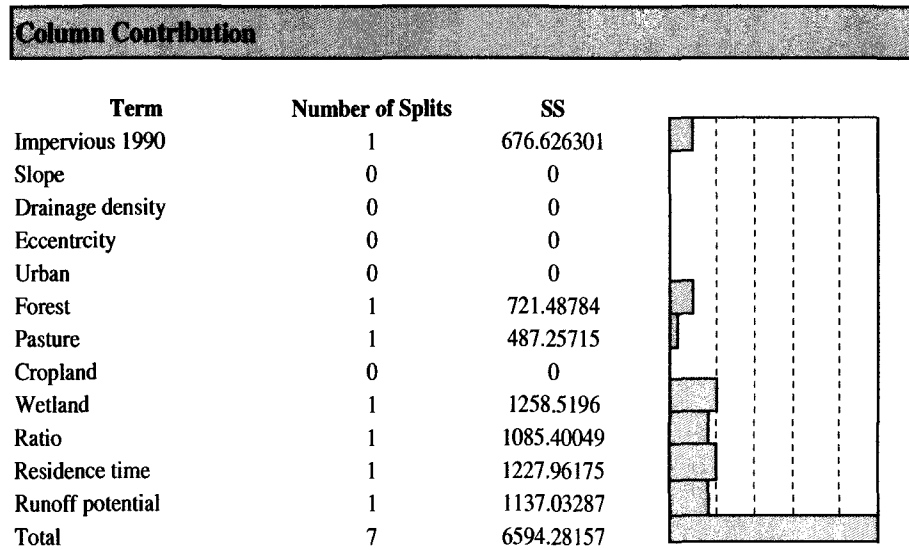 Column Contribution
Term Number of Splits SS
Impervious 1990 1 676.626301
Slope 0 0
Drainage density 0 0
Eccentrcity 0 0
Urban 0 0
Forest 1 721.48784
Pasture 1 487.25715
Cropland 0 0
Wetland 1 1258.5196
Ratio 1 1085.40049
Residence time 1 1227.96175
Runoff potential 1 1137.03287
Total 7 6594.28157